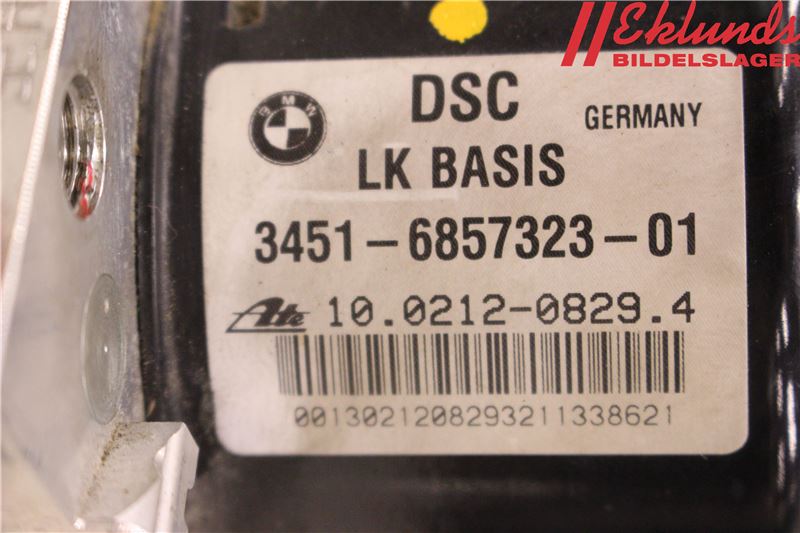 Eklunds
BILDELSLAGER
BMW
DSC
GERMANY
LK BASIS
3451-6857323-01
Ate 10.0212-0829.4
0013021208293211338621